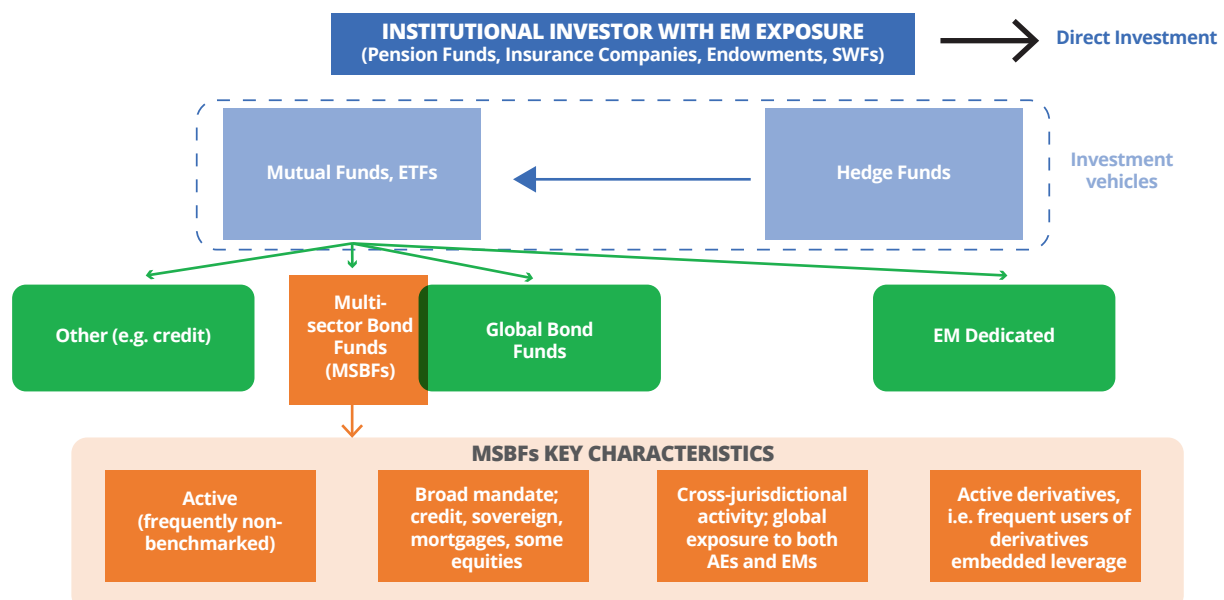 INSTITUTIONAL INVESTOR WITH EM EXPOSURE
(Pension Funds, Insurance Companies, Endowments, SWFs)
Direct Investment
Mutual Funds, ETFs
Hedge Funds
Investment
vehicles
Other (e.g. credit)
Multi-
sector Bond
Funds
(MSBFs)
Global Bond
Funds
EM Dedicated
MSBFs KEY CHARACTERISTICS
Active
(frequently non-
benchmarked)
Broad mandate;
credit, sovereign,
mortgages, some
equities
Cross-jurisdictional
activity; global
exposure to both
AEs and EMs
Active derivatives,
i.e. frequent users of
derivatives
embedded leverage